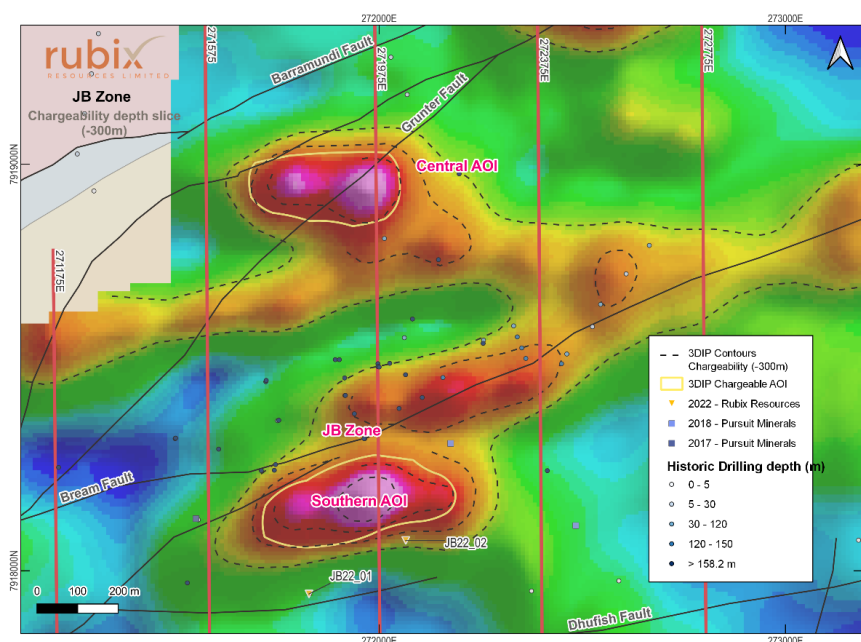 272000E
273000E
rubix
RESOURCES LIMITED
JB Zone
Chargeability depth slice
(-300m)
271575
271975E
272375E
272775E
Barramundi Fault
Grunter Fault
Central AOI
7919000N
271175E
JB Zone
Southern AOI
Bream Fault
JB22_02
JB22_01
7918000N
Dhufish Fault
3DIP Contours
Chargeability (-300m)
3DIP Chargeable AOI
2022 - Rubix Resources
2018 - Pursuit Minerals
2017 - Pursuit Minerals
Historic Drilling depth (m)
0 - 5
5 - 30
30 - 120
120 - 150
> 158.2 m
0 100 200 m
272000E
273000E